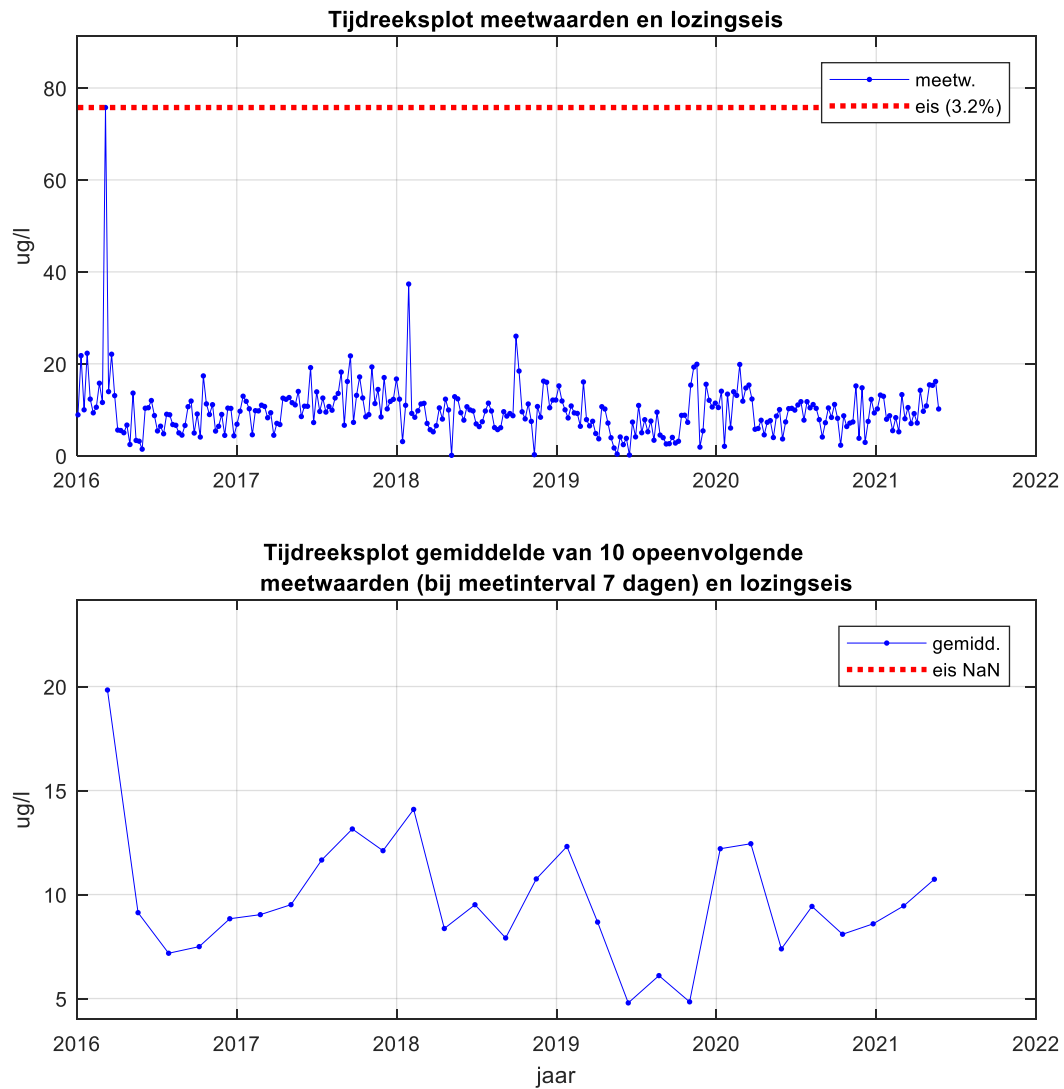 Tijdreeksplot meetwaarden en lozingseis
80
60
40
20
0
ug/l
meetw.
eis (3.2%)
2016 2017 2018 2019 2020 2021 2022
Tijdreeksplot gemiddelde van 10 opeenvolgende
meetwaarden (bij meetinterval 7 dagen) en lozingseis
20
15
10
5
ug/l
gemidd.
eis NaN
2016 2017 2018 2019 2020 2021 2022
jaar